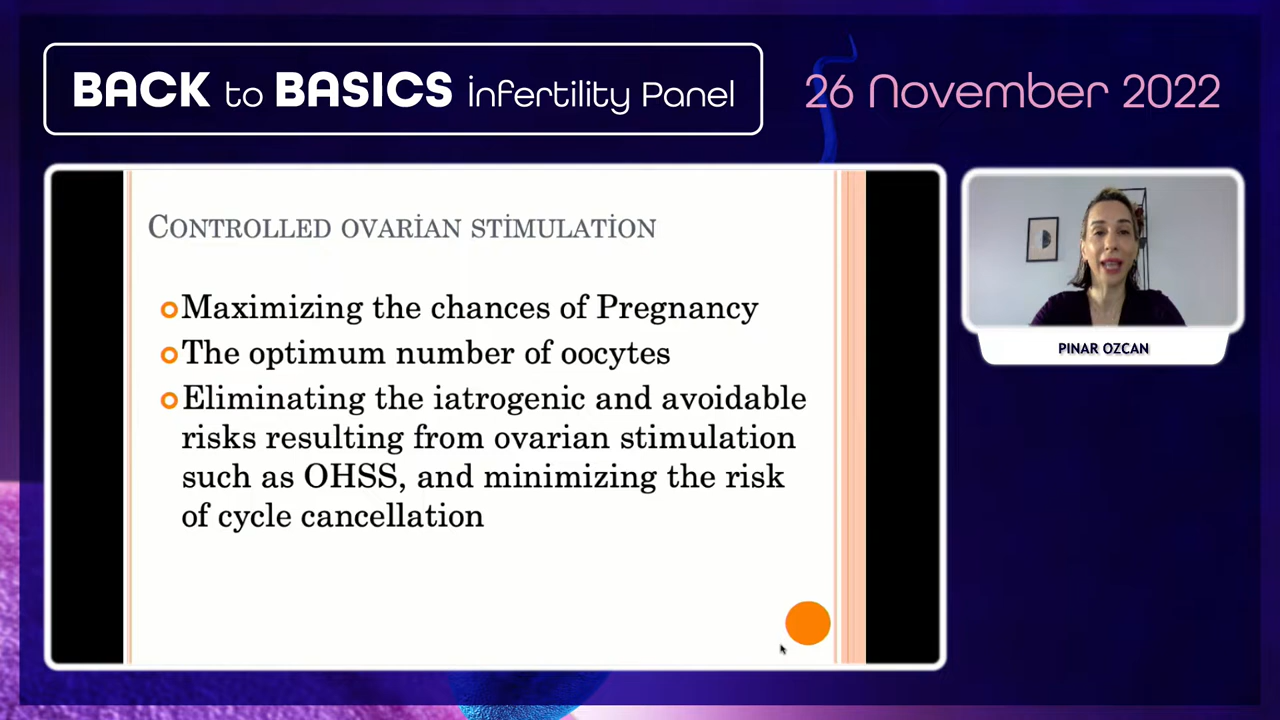 BACK to BASICS infertility Panel
26 November 2022
CONTROLLED OVARİAN STİMULATİON
Maximizing the chances of Pregnancy
The optimum number of oocytes
Eliminating the iatrogenic and avoidable
risks resulting from ovarian stimulation
such as OHSS, and minimizing the risk
of cycle cancellation
PINAR OZCAN